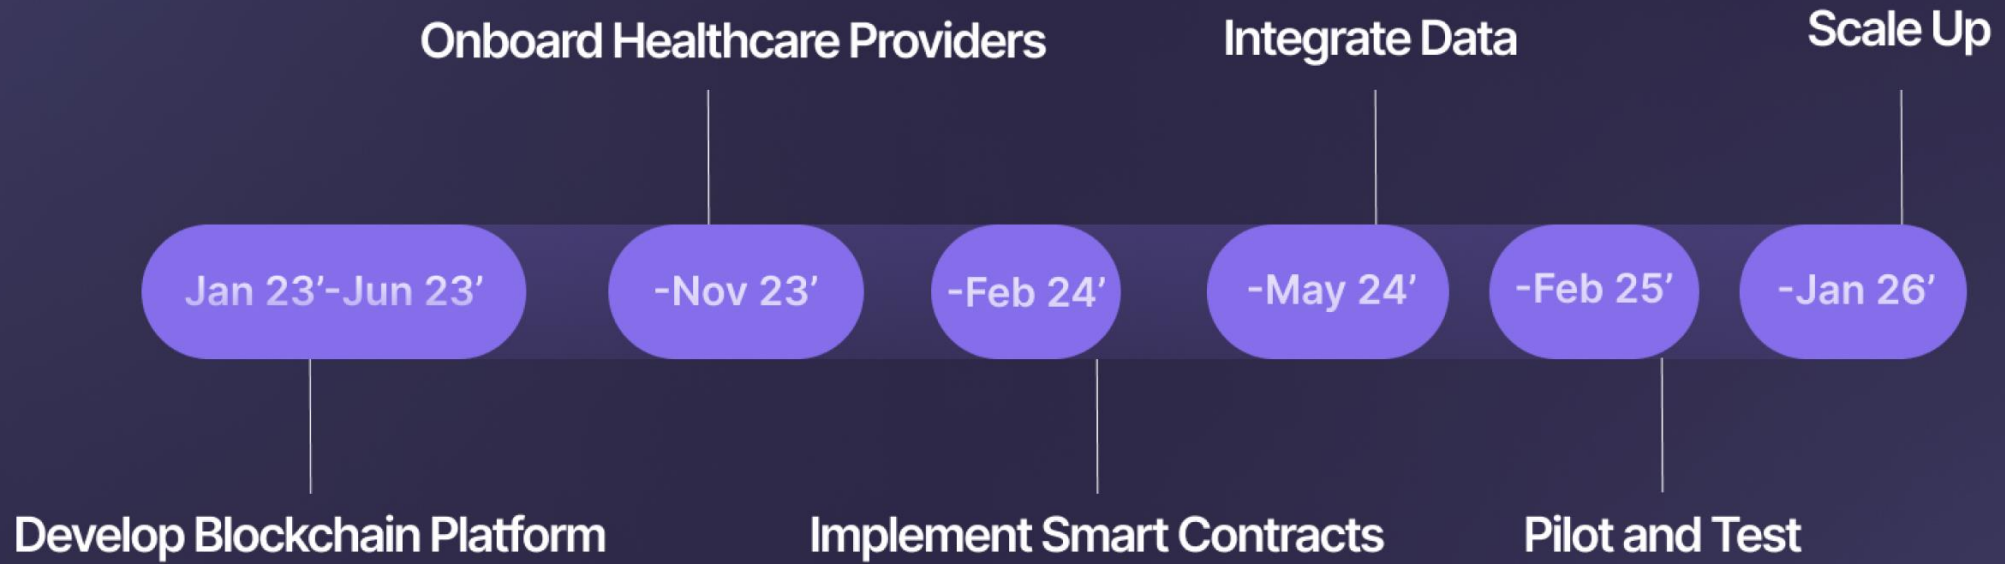 Onboard Healthcare Providers
Integrate Data
Scale Up
Jan 23’-Jun 23’
-Nov 23’
-Feb 24’
-May 24’
-Feb 25’
-Jan 26’
Develop Blockchain Platform
Implement Smart Contracts
Pilot and Test